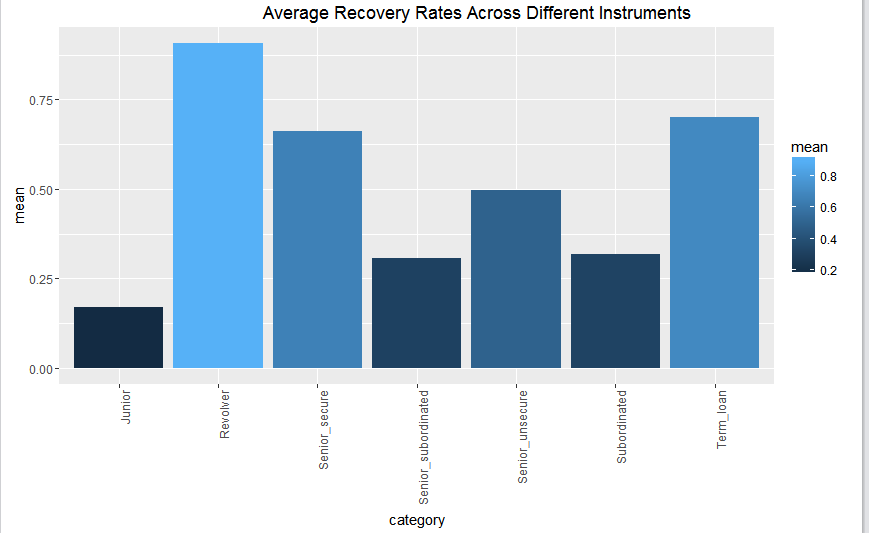 Average Recovery Rates Across Different Instruments
mean
0.75
0.50
0.25
0.00
Junior
Revolver
Senior_secure
Senior_subordinated
Senior_unsecure
Subordinated
Term_loan
category
mean
0.8
0.6
0.4
0.2